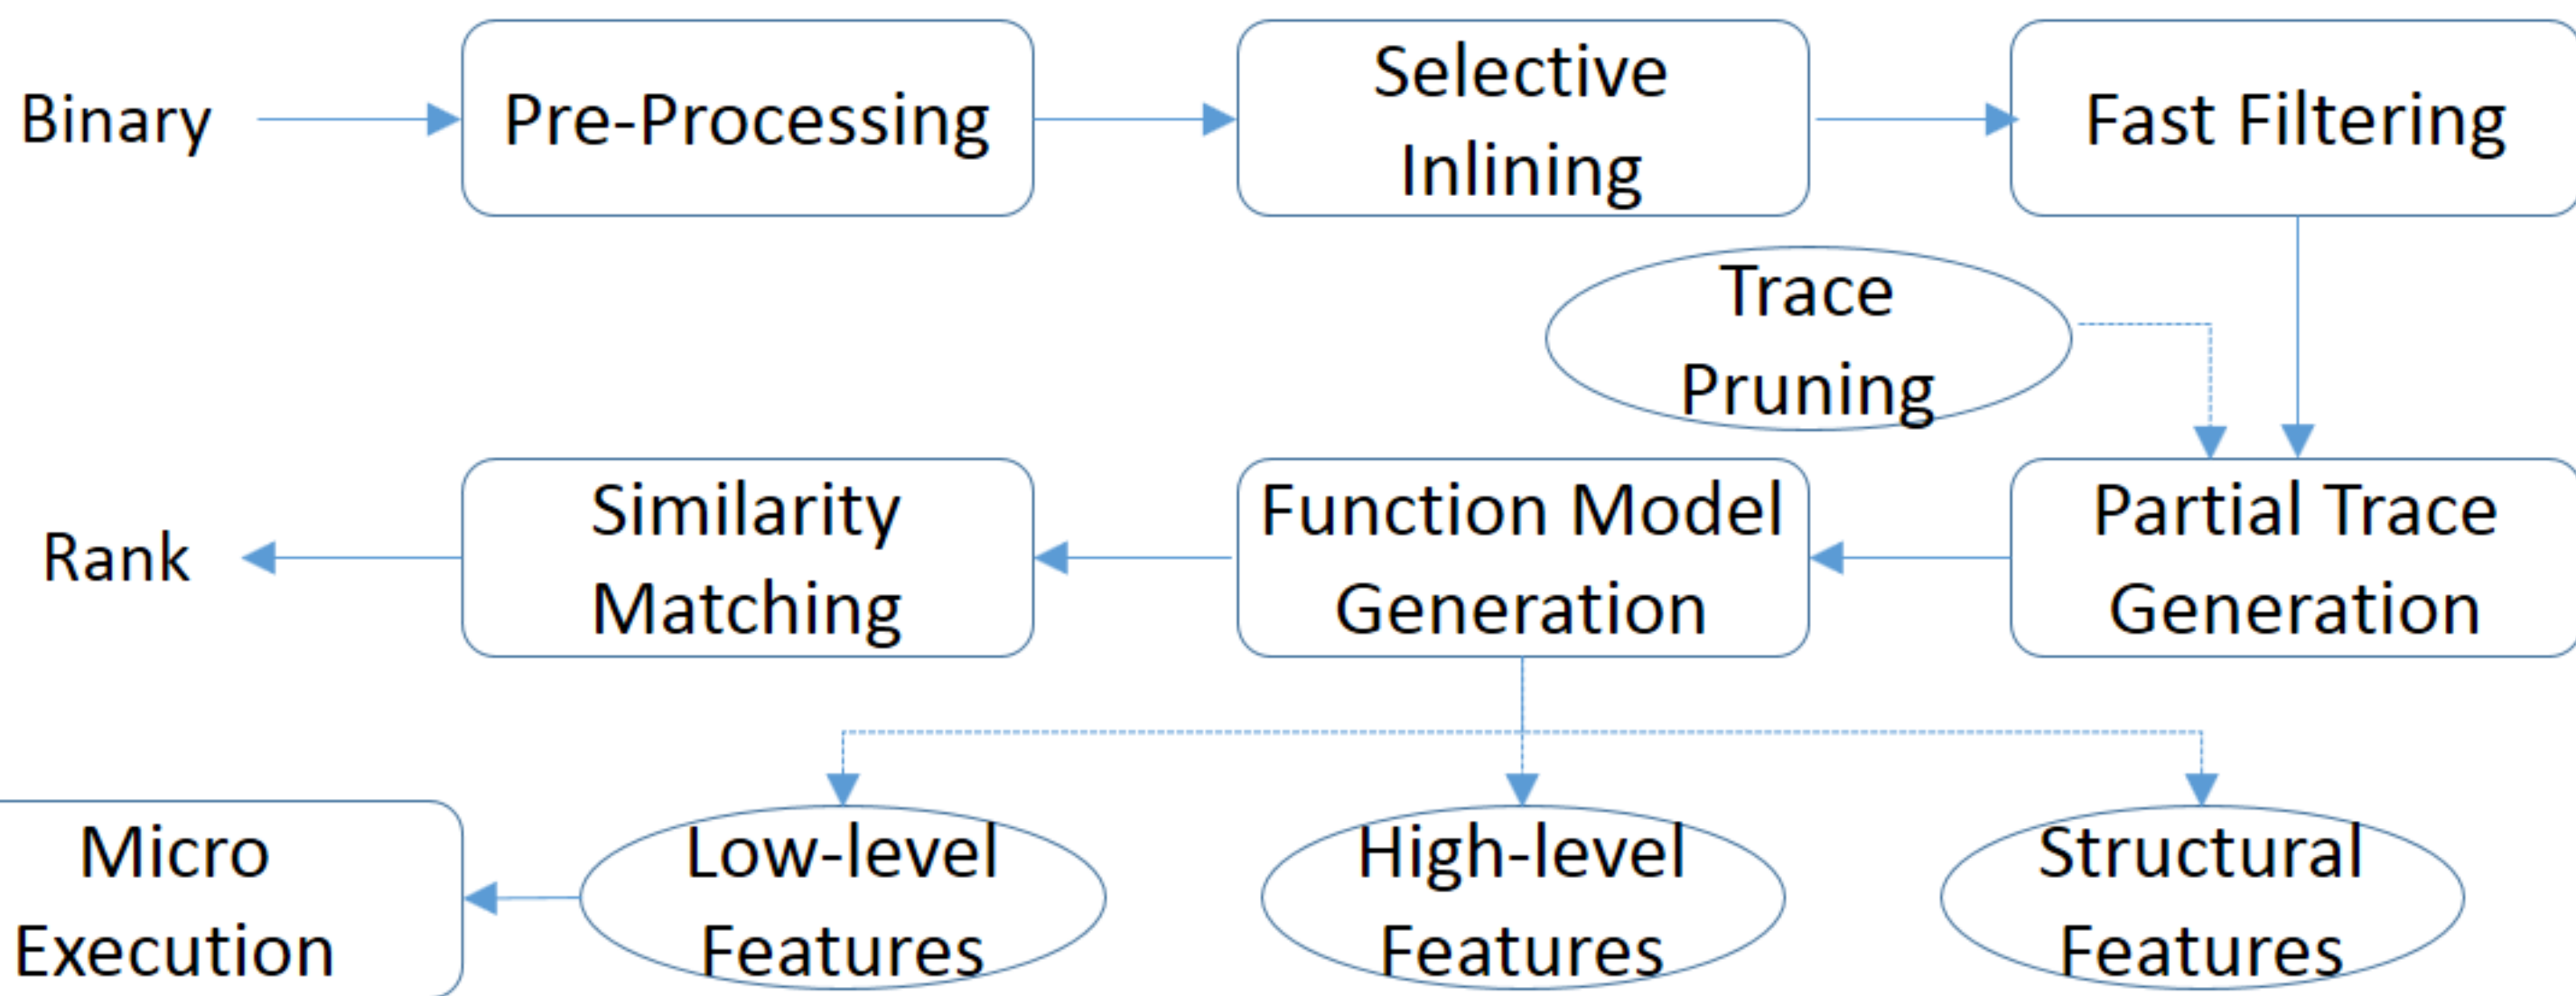 Binary
Pre-Processing
Selective
Inlining
Fast Filtering
Trace
Pruning
Rank
Similarity
Matching
Function Model
Generation
Partial Trace
Generation
Micro
Execution
Low-level
Features
High-level
Features
Structural
Features